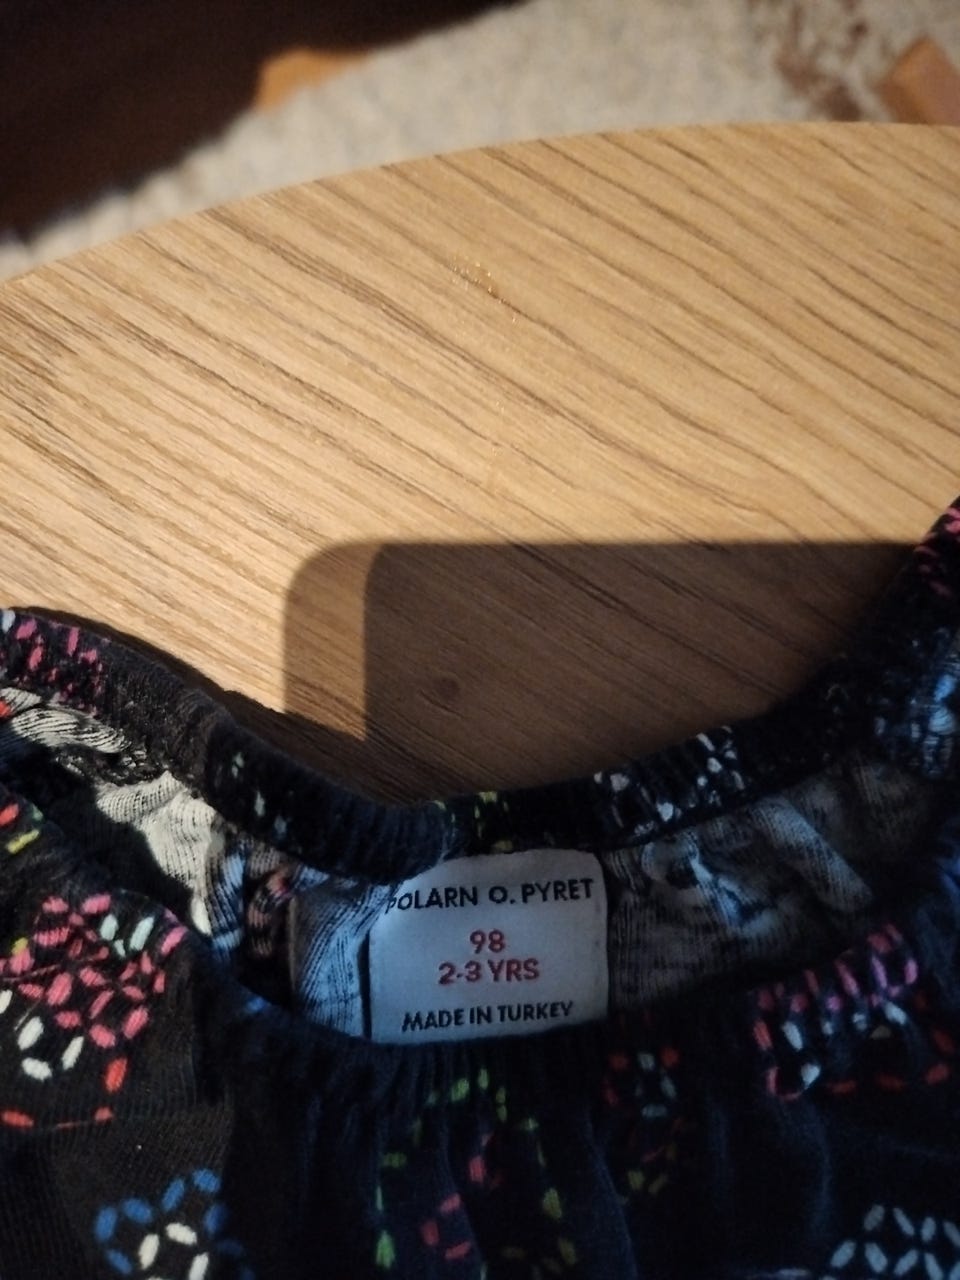 POLARN O. PYRET
98
2-3 YRS
MADE IN TURKEY